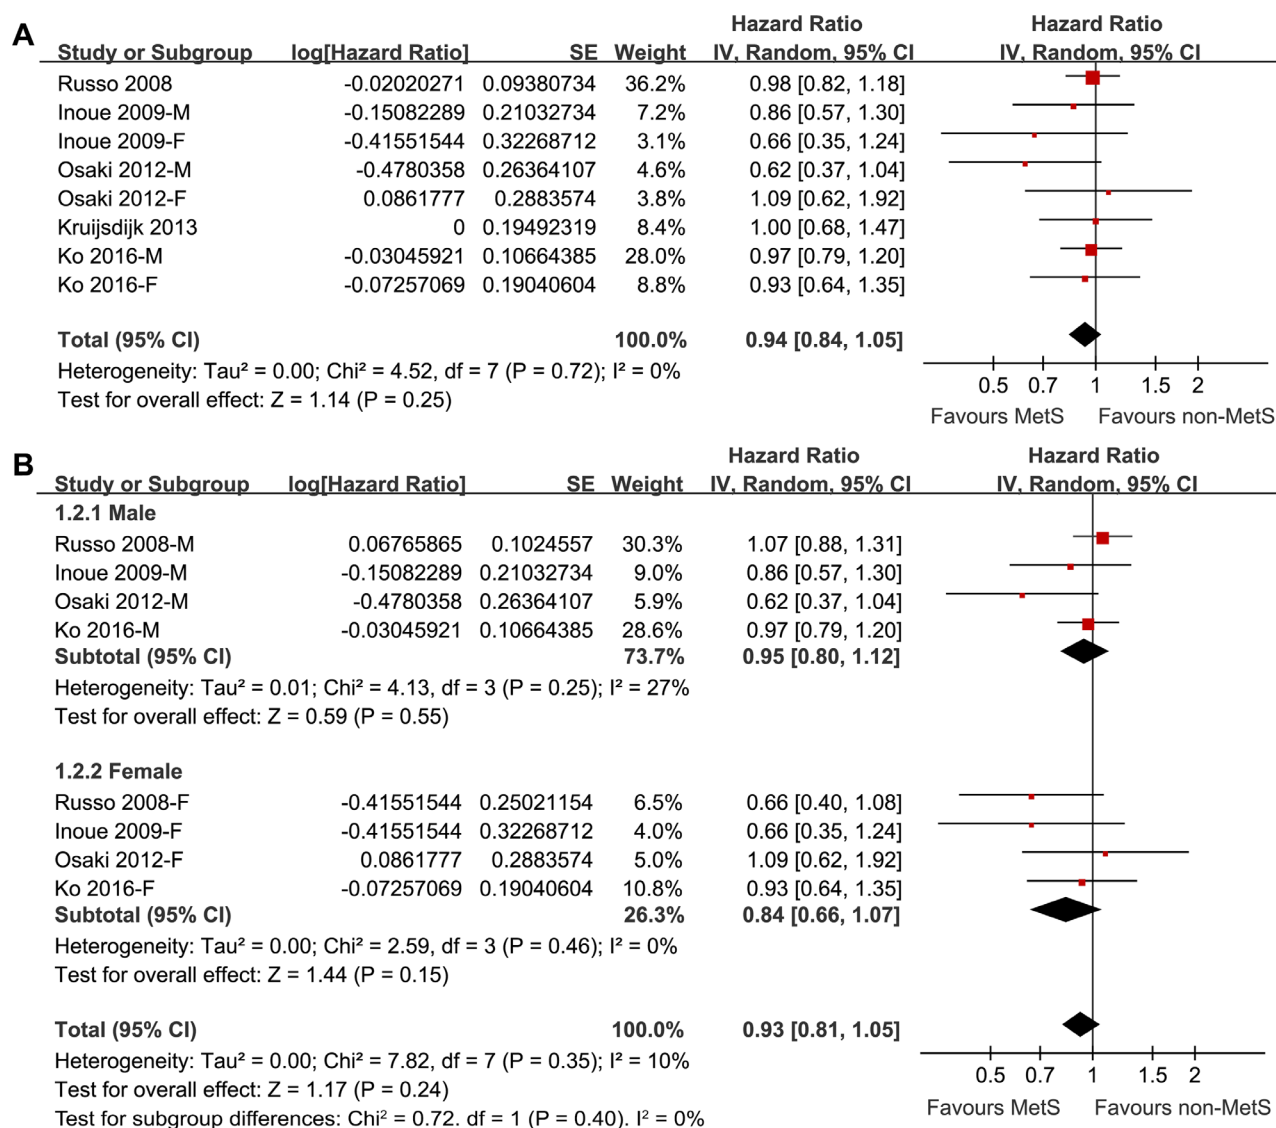 A
Hazard Ratio Hazard Ratio
Study or Subgroup log[Hazard Ratio] SE Weight IV, Random, 95% CI IV, Random, 95% CI
Russo 2008 -0.02020271 0.09380734 36.2% 0.98 [0.82, 1.18]
Inoue 2009-M -0.15082289 0.21032734 7.2% 0.86 [0.57, 1.30]
Inoue 2009-F -0.41551544 0.32268712 3.1% 0.66 [0.35, 1.24]
Osaki 2012-M -0.4780358 0.26364107 4.6% 0.62 [0.37, 1.04]
Osaki 2012-F 0.0861777 0.2883574 3.8% 1.09 [0.62, 1.92]
Kruijsdijk 2013 0 0.19492319 8.4% 1.00 [0.68, 1.47]
Ko 2016-M -0.03045921 0.10664385 28.0% 0.97 [0.79, 1.20]
Ko 2016-F -0.07257069 0.19040604 8.8% 0.93 [0.64, 1.35]
Total (95% CI) 100.0% 0.94 [0.84, 1.05]
Heterogeneity: Tau² = 0.00; Chi² = 4.52, df = 7 (P = 0.72); I² = 0%
Test for overall effect: Z = 1.14 (P = 0.25)
0.5 0.7 1 1.5 2
Favours MetS Favours non-MetS
B
Hazard Ratio Hazard Ratio
Study or Subgroup log[Hazard Ratio] SE Weight IV, Random, 95% CI IV, Random, 95% CI
1.2.1 Male
Russo 2008-M 0.06765865 0.1024557 30.3% 1.07 [0.88, 1.31]
Inoue 2009-M -0.15082289 0.21032734 9.0% 0.86 [0.57, 1.30]
Osaki 2012-M -0.4780358 0.26364107 5.9% 0.62 [0.37, 1.04]
Ko 2016-M -0.03045921 0.10664385 28.6% 0.97 [0.79, 1.20]
Subtotal (95% CI) 73.7% 0.95 [0.80, 1.12]
Heterogeneity: Tau² = 0.01; Chi² = 4.13, df = 3 (P = 0.25); I² = 27%
Test for overall effect: Z = 0.59 (P = 0.55)
1.2.2 Female
Russo 2008-F -0.41551544 0.25021154 6.5% 0.66 [0.40, 1.08]
Inoue 2009-F -0.41551544 0.32268712 4.0% 0.66 [0.35, 1.24]
Osaki 2012-F 0.0861777 0.2883574 5.0% 1.09 [0.62, 1.92]
Ko 2016-F -0.07257069 0.19040604 10.8% 0.93 [0.64, 1.35]
Subtotal (95% CI) 26.3% 0.84 [0.66, 1.07]
Heterogeneity: Tau² = 0.00; Chi² = 2.59, df = 3 (P = 0.46); I² = 0%
Test for overall effect: Z = 1.44 (P = 0.15)
Total (95% CI) 100.0% 0.93 [0.81, 1.05]
Heterogeneity: Tau² = 0.00; Chi² = 7.82, df = 7 (P = 0.35); I² = 10%
Test for overall effect: Z = 1.17 (P = 0.24)
Test for subgroup differences: Chi² = 0.72. df = 1 (P = 0.40). I² = 0%
0.5 0.7 1 1.5 2
Favours MetS Favours non-MetS